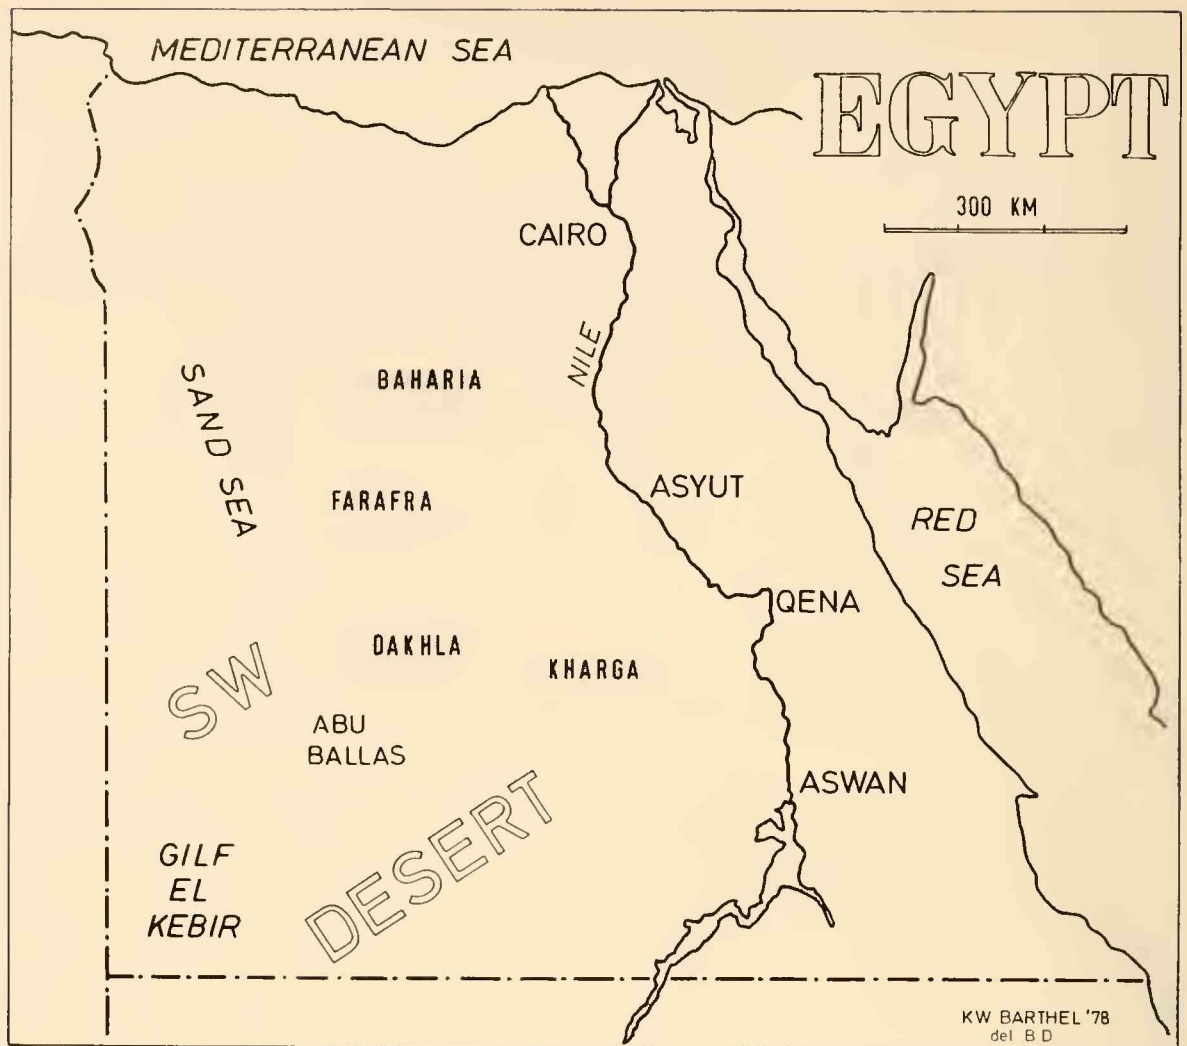 MEDITERRANEAN SEA
EGYPT
300 KM
CAIRO
NILE
BAHARIA
SAND SEA
FARAFRA
ASYUT
RED
SEA
QENA
DAKHLA
KHARGA
SW
ABU
BALLAS
ASWAN
DESERT
GILF
EL
KEBIR
KW BARTHEL '78
del B D